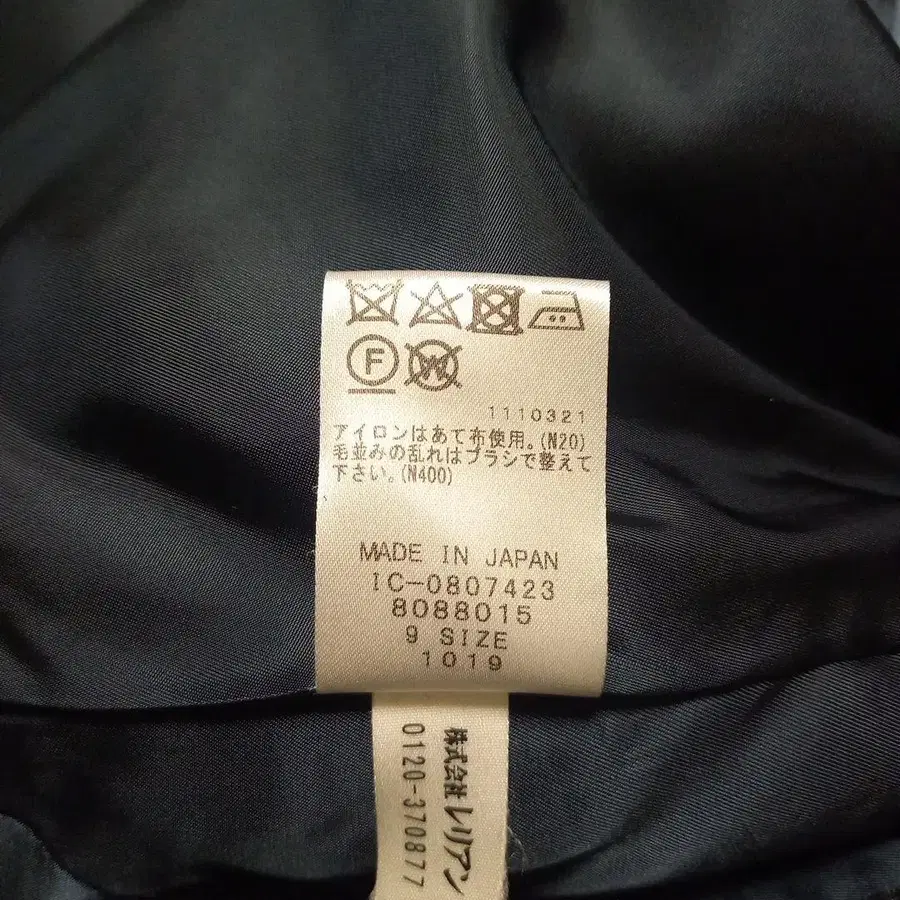 F
W
1110321
アイロンはあて布使用。(N20)
毛並みの乱れはブラシで整えて
下さい。(N400)
MADE IN JAPAN
IC-0807423
8088015
9 SIZE
1019
株式会社レリアン
0120-370877